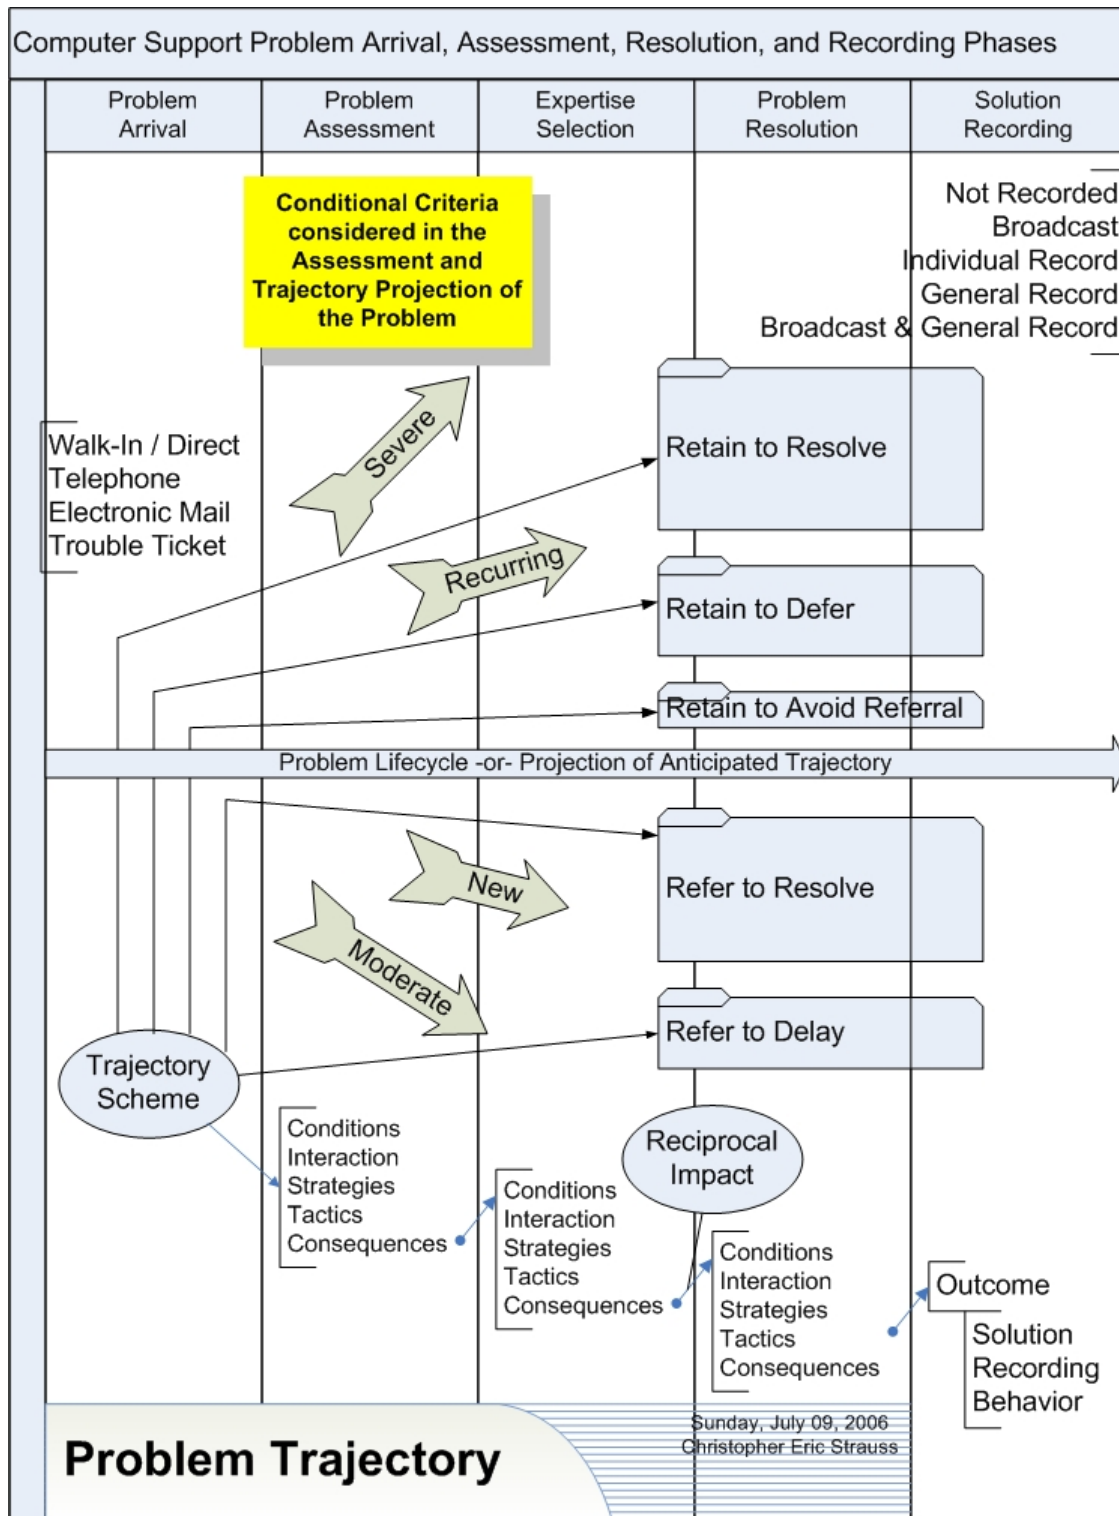 Computer Support Problem Arrival, Assessment, Resolution, and Recording Phases
Problem
Arrival
Problem
Assessment
Expertise
Selection
Problem
Resolution
Solution
Recording
Conditional Criteria
considered in the
Assessment and
Trajectory Projection of
the Problem
Not Recorded
Broadcast
Individual Record
General Record
Broadcast & General Record
Walk-In / Direct
Telephone
Electronic Mail
Trouble Ticket
Severe
Retain to Resolve
Recurring
Retain to Defer
Retain to Avoid Referral
Problem Lifecycle -or- Projection of Anticipated Trajectory
New
Refer to Resolve
Moderate
Refer to Delay
Trajectory
Scheme
Conditions
Interaction
Strategies
Tactics
Consequences
Reciprocal
Impact
Conditions
Interaction
Strategies
Tactics
Consequences
Conditions
Interaction
Strategies
Tactics
Consequences
Outcome
Solution
Recording
Behavior
Problem Trajectory
Sunday, July 09, 2006
Christopher Eric Strauss